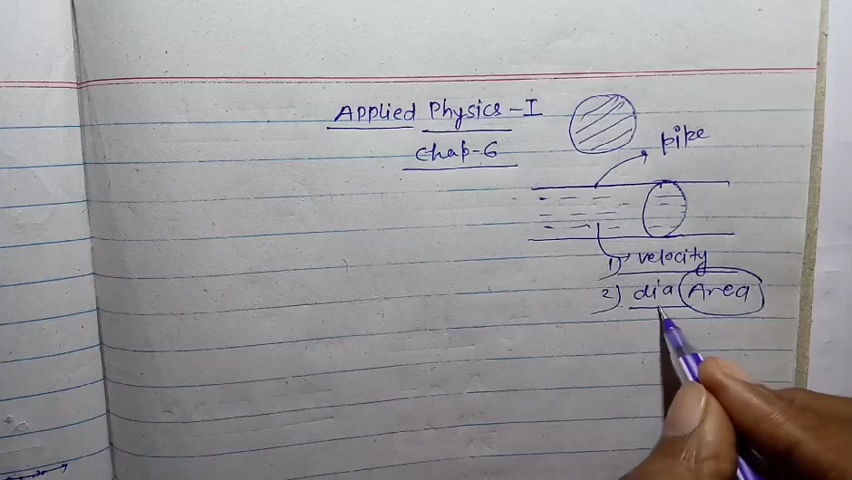 Applied Physics - I
Chap-6
pipe
1) velocity
2) dia Area